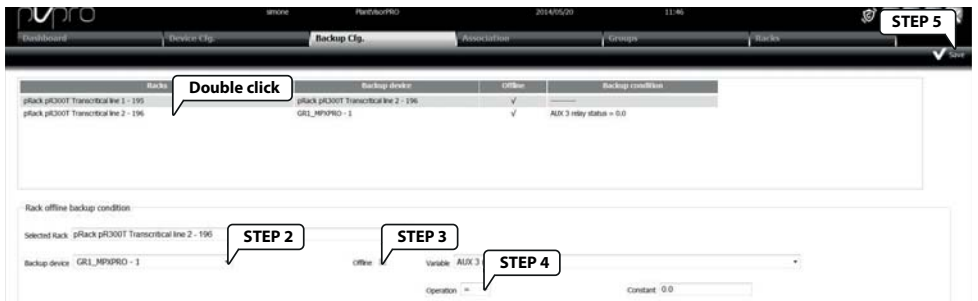 pvpro simone PlantVisorPRO 2014/05/20 11:46
STEP 5
Dashboard Device Cfg. Backup Cfg. Association Groups Racks
Save
Racks Backup device Offline Backup condition
Double click
pRack pR300T Transcritical line 1 - 195 pRack pR300T Transcritical line 2 - 196 √ ----------
pRack pR300T Transcritical line 2 - 196 GR1_MPXPRO - 1 √ AUX 3 relay status = 0.0
Rack offline backup condition
Selected Rack pRack pR300T Transcritical line 2 - 196
STEP 2 STEP 3
Backup device GR1_MPXPRO - 1 Offline Variable AUX 3
STEP 4
Operation = Constant 0.0